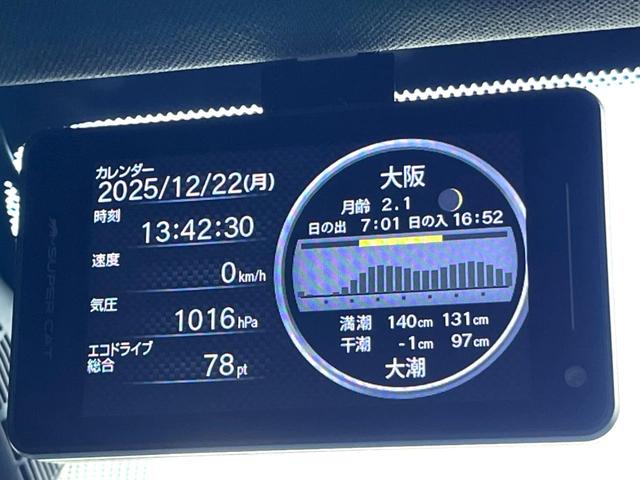 カレンダー
2025/12/22(月)
時刻
13:42:30
速度
0km/h
気圧
1016hPa
エコドライブ
総合
78pt
大阪
月齢 2.1
日の出 7:01 日の入 16:52
満潮 140cm 131cm
干潮 -1cm 97cm
大潮
SUPER CAT